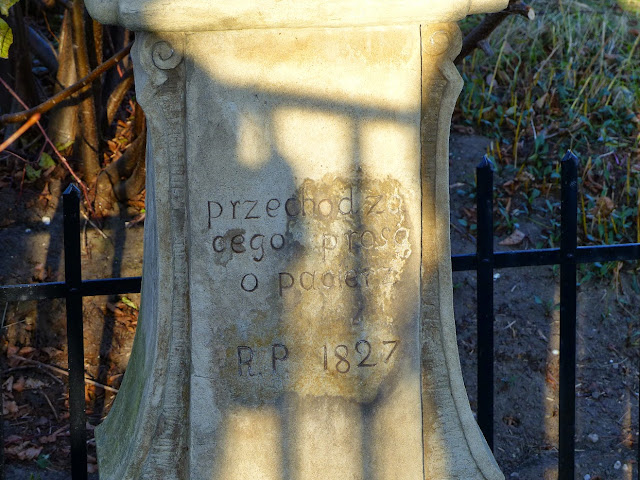 przechodzą
cego proszę
o pacierz
R.P. 1827